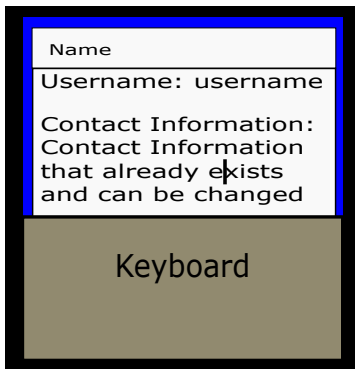 Name
Username: username
Contact Information:
Contact Information
that already exists
and can be changed
Keyboard